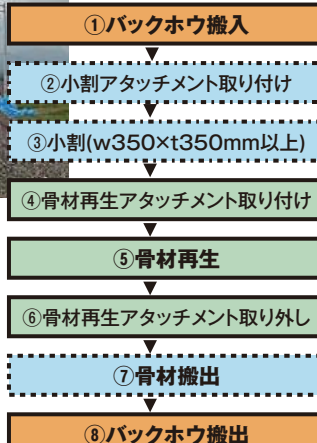 ①バックホウ搬入
②小割アタッチメント取り付け
③小割(w350×t350mm以上)
④骨材再生アタッチメント取り付け
⑤骨材再生
⑥骨材再生アタッチメント取り外し
⑦骨材搬出
⑧バックホウ搬出